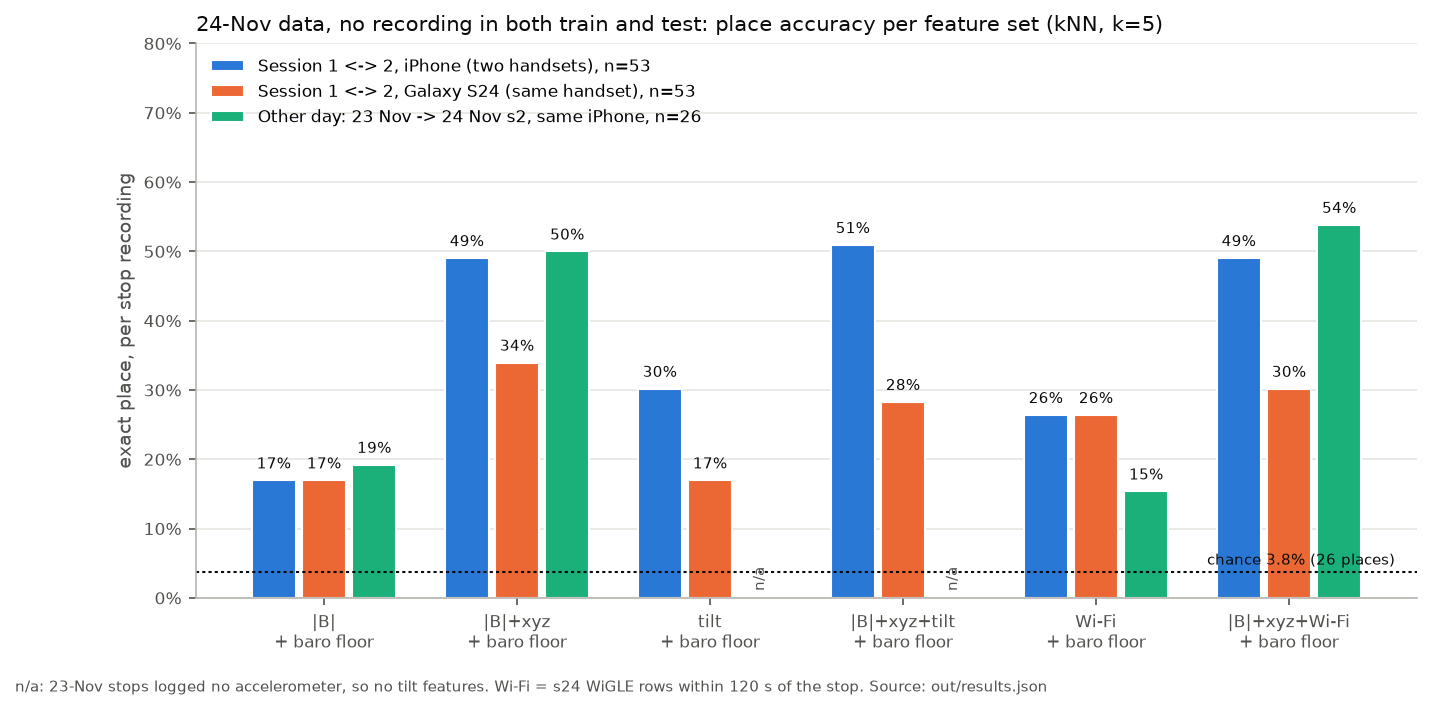 24-Nov data, no recording in both train and test: place accuracy per feature set (kNN, k=5)
Session 1 <-> 2, iPhone (two handsets), n=53
Session 1 <-> 2, Galaxy S24 (same handset), n=53
Other day: 23 Nov -> 24 Nov s2, same iPhone, n=26
exact place, per stop recording
80%
70%
60%
50%
40%
30%
20%
10%
0%
17% 17% 19%
49% 34% 50%
30% 17% n/a
51% 28% n/a
26% 26% 15%
49% 30% 54%
chance 3.8% (26 places)
|B|
+ baro floor
|B|+xyz
+ baro floor
tilt
+ baro floor
|B|+xyz+tilt
+ baro floor
Wi-Fi
+ baro floor
|B|+xyz+Wi-Fi
+ baro floor
n/a: 23-Nov stops logged no accelerometer, so no tilt features. Wi-Fi = s24 WiGLE rows within 120 s of the stop. Source: out/results.json